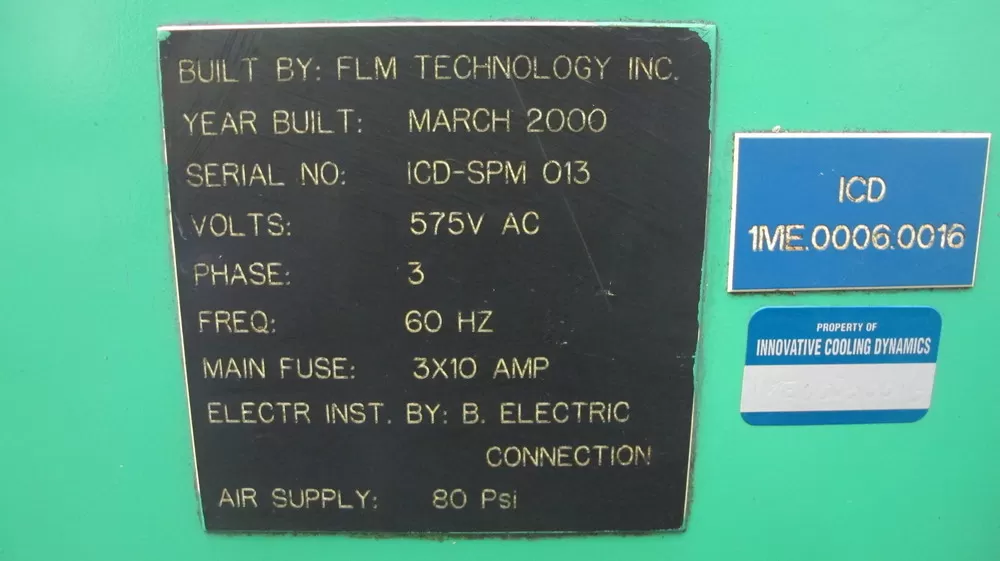 BUILT BY: FLM TECHNOLOGY INC.
YEAR BUILT: MARCH 2000
SERIAL NO: ICD-SPM 013
VOLTS: 575V AC
PHASE: 3
FREQ: 60 HZ
MAIN FUSE: 3X10 AMP
ELECTR INST. BY: B. ELECTRIC
CONNECTION
AIR SUPPLY: 80 Psi
ICD
1ME.0006.0016
PROPERTY OF
INNOVATIVE COOLING DYNAMICS